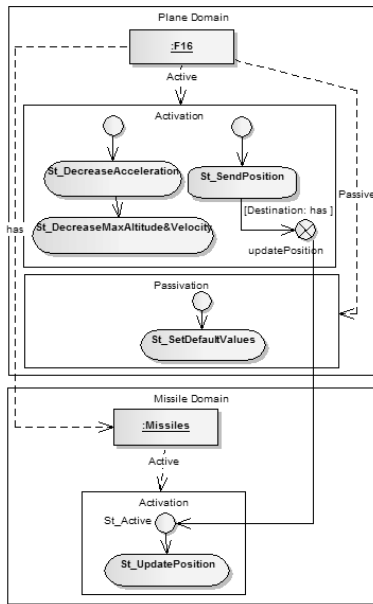 Plane Domain
:F16
Active
Activation
St_DecreaseAcceleration
St_SendPosition
[Destination: has ]
Passive
has
St_DecreaseMaxAltitude&Velocity
updatePosition
Passivation
St_SetDefaultValues
Missile Domain
:Missiles
Active
Activation
St_Active
St_UpdatePosition